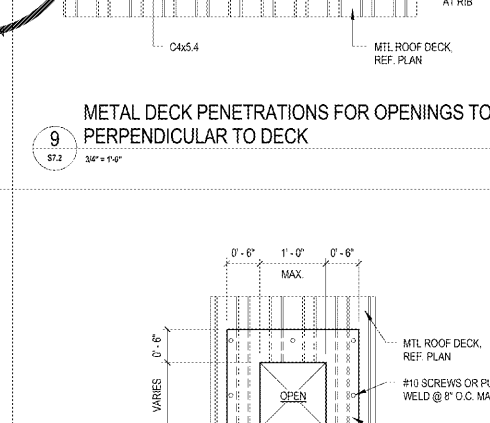 AT RIB
C4x5.4
MTL ROOF DECK,
REF. PLAN
METAL DECK PENETRATIONS FOR OPENINGS TO
PERPENDICULAR TO DECK
9
S7.2
3/4" = 1'-0"
0' - 6"
1' - 0"
0' - 6"
MAX.
0' - 6"
MTL ROOF DECK,
REF. PLAN
VARIES
OPEN
#10 SCREWS OR
WELD @ 8" O.C.